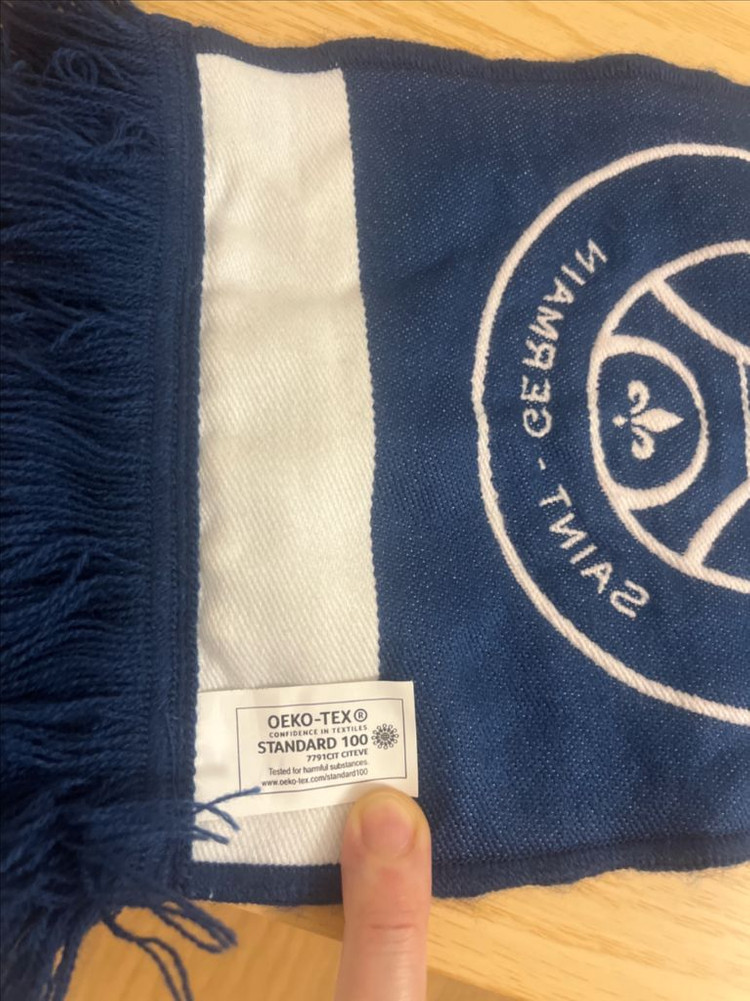 SAINT - GERMAIN
OEKO-TEX®
CONFIDENCE IN TEXTILES
STANDARD 100
7791CIT CITEVE
Tested for harmful substances.
www.oeko-tex.com/standard100